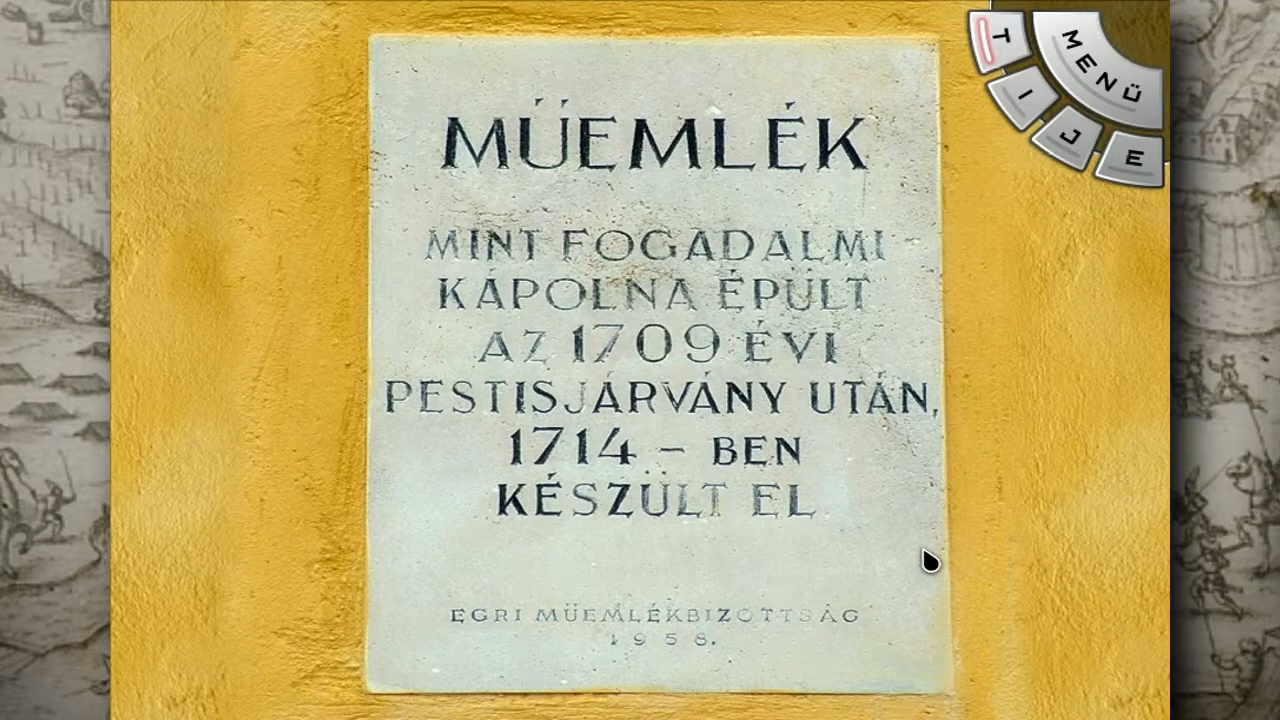 MŰEMLÉK
MINT FOGADALMI
KÁPOLNA ÉPÜLT
AZ 1709 ÉVI
PESTISJÁRVÁNY UTÁN,
1714 – BEN
KÉSZÜLT EL
EGRI MŰEMLÉKBIZOTTSÁG
1958.
MENÜ
T
I
J
E